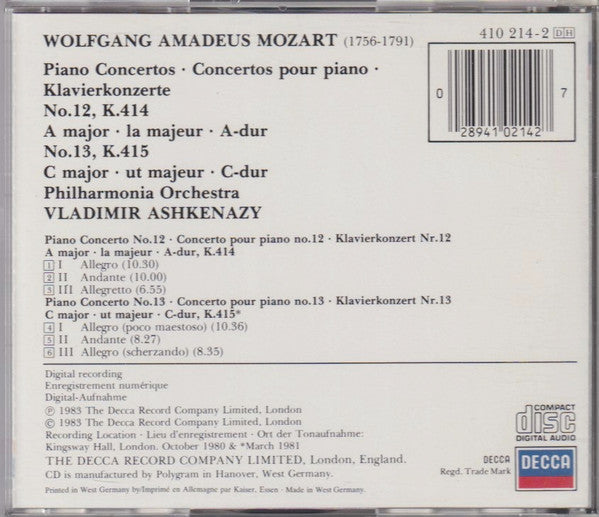 WOLFGANG AMADEUS MOZART (1756-1791)
410 214-2 DH
Piano Concertos · Concertos pour piano ·
Klavierkonzerte
No.12, K.414
A major · la majeur · A-dur
No.13, K.415
C major · ut majeur · C-dur
Philharmonia Orchestra
VLADIMIR ASHKENAZY
0 28941 02142 7
Piano Concerto No.12 · Concerto pour piano no.12 · Klavierkonzert Nr.12
A major · la majeur · A-dur, K.414
1 I Allegro (10.30)
2 II Andante (10.00)
3 III Allegretto (6.55)
Piano Concerto No.13 · Concerto pour piano no.13 · Klavierkonzert Nr.13
C major · ut majeur · C-dur, K.415*
4 I Allegro (poco maestoso) (10.36)
5 II Andante (8.27)
6 III Allegro (scherzando) (8.35)
Digital recording
Enregistrement numérique
Digital-Aufnahme
Ⓟ 1983 The Decca Record Company Limited, London
© 1983 The Decca Record Company Limited, London
Recording Location · Lieu d'enregistrement · Ort der Tonaufnahme:
Kingsway Hall, London. October 1980 & *March 1981
THE DECCA RECORD COMPANY LIMITED, London, England.
CD is manufactured by Polygram in Hanover, West Germany.
Printed in West Germany by/Imprimé en Allemagne par Kaiser, Essen · Made in West Germany.
COMPACT
disc
DIGITAL AUDIO
DECCA
Regd. Trade Mark
DECCA